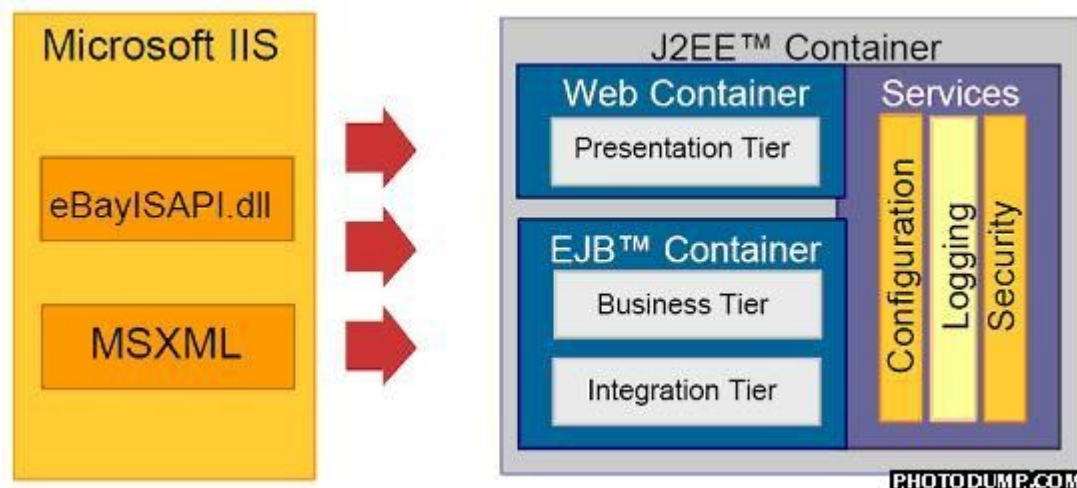 Microsoft IIS
eBayISAPI.dll
MSXML
J2EE™ Container
Web Container
Presentation Tier
EJB™ Container
Business Tier
Integration Tier
Services
Configuration
Logging
Security
PHOTODUMP.COM